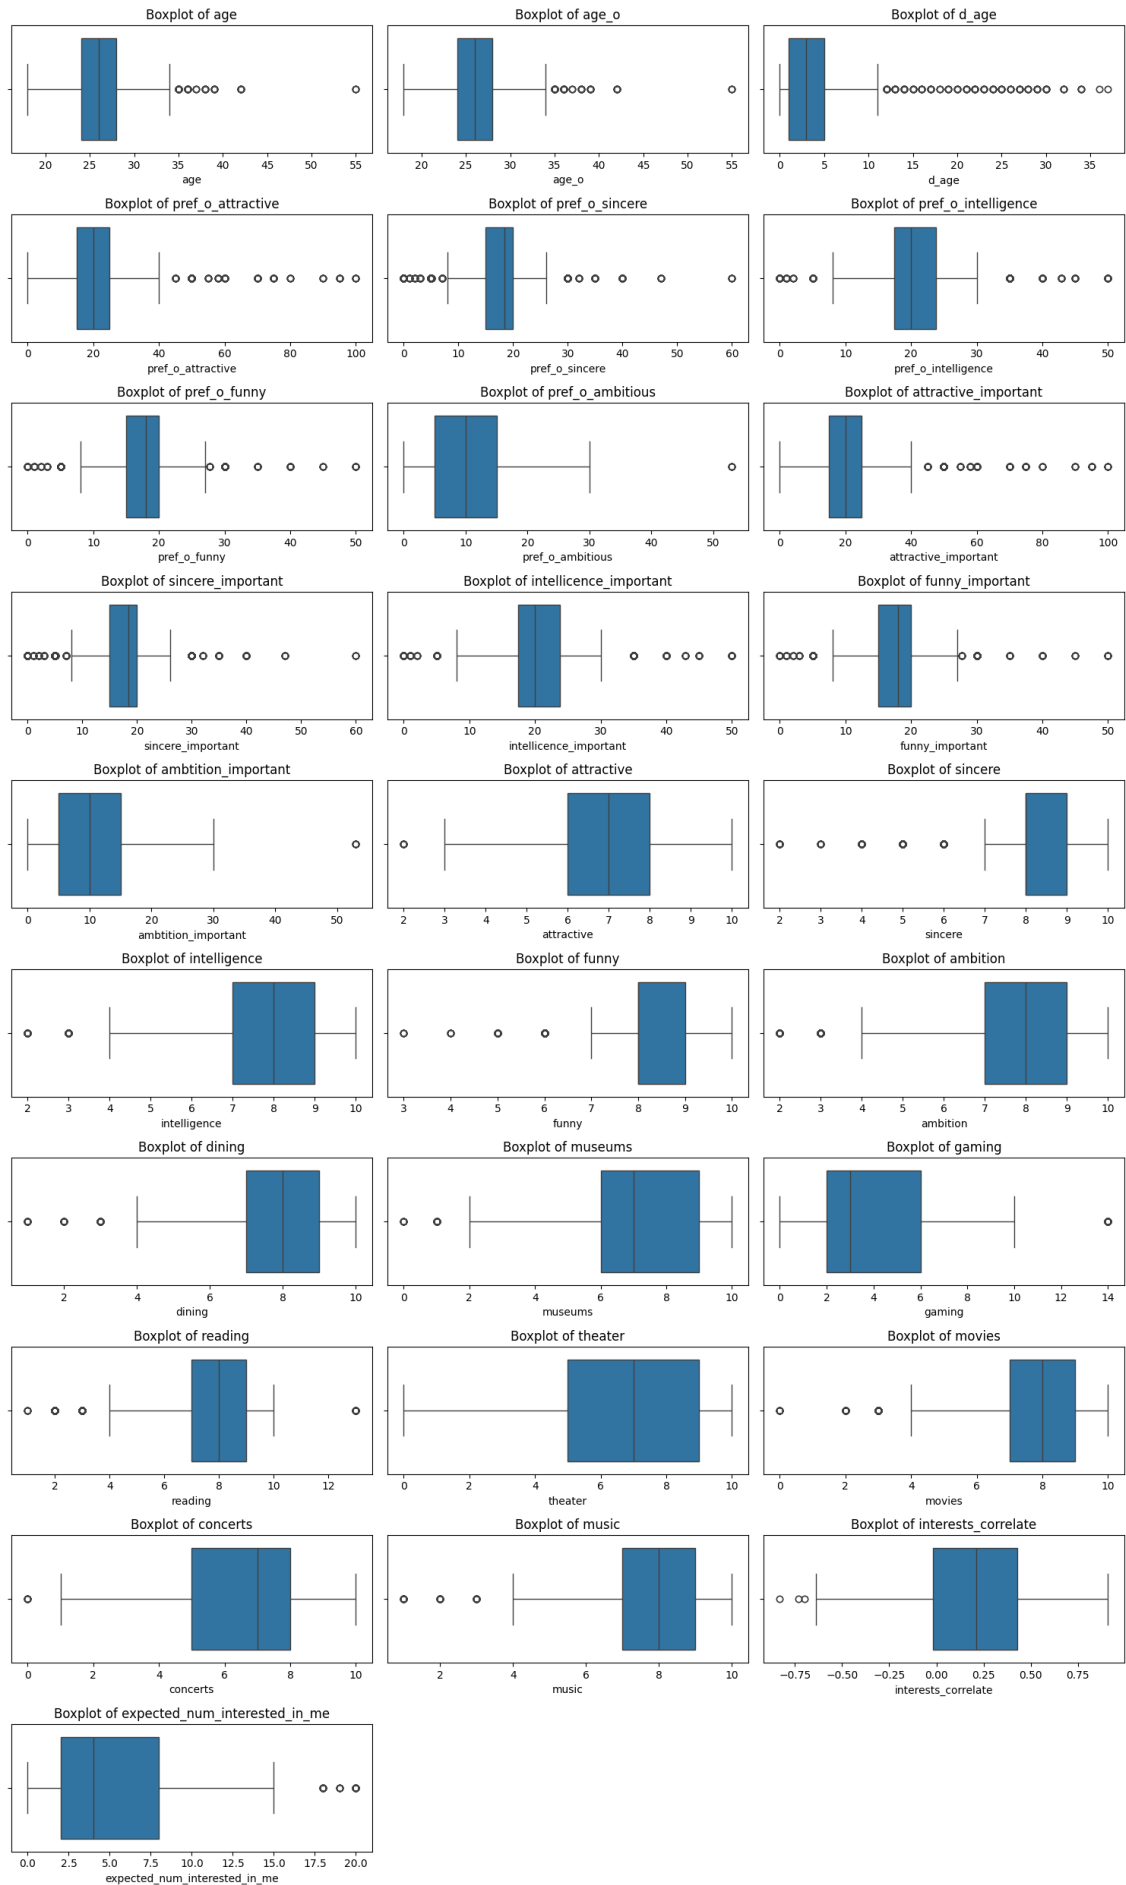 Boxplot of age Boxplot of age_o Boxplot of d_age
20 25 30 35 40 45 50 55 20 25 30 35 40 45 50 55 0 5 10 15 20 25 30 35
age age_o d_age
Boxplot of pref_o_attractive Boxplot of pref_o_sincere Boxplot of pref_o_intelligence
0 20 40 60 80 100 0 10 20 30 40 50 60 0 10 20 30 40 50
pref_o_attractive pref_o_sincere pref_o_intelligence
Boxplot of pref_o_funny Boxplot of pref_o_ambitious Boxplot of attractive_important
0 10 20 30 40 50 0 10 20 30 40 50 0 20 40 60 80 100
pref_o_funny pref_o_ambitious attractive_important
Boxplot of sincere_important Boxplot of intellicence_important Boxplot of funny_important
0 10 20 30 40 50 60 0 10 20 30 40 50 0 10 20 30 40 50
sincere_important intellicence_important funny_important
Boxplot of ambtition_important Boxplot of attractive Boxplot of sincere
0 10 20 30 40 50 2 3 4 5 6 7 8 9 10 2 3 4 5 6 7 8 9 10
ambtition_important attractive sincere
Boxplot of intelligence Boxplot of funny Boxplot of ambition
2 3 4 5 6 7 8 9 10 3 4 5 6 7 8 9 10 2 3 4 5 6 7 8 9 10
intelligence funny ambition
Boxplot of dining Boxplot of museums Boxplot of gaming
2 4 6 8 10 0 2 4 6 8 10 0 2 4 6 8 10 12 14
dining museums gaming
Boxplot of reading Boxplot of theater Boxplot of movies
2 4 6 8 10 12 0 2 4 6 8 10 0 2 4 6 8 10
reading theater movies
Boxplot of concerts Boxplot of music Boxplot of interests_correlate
0 2 4 6 8 10 2 4 6 8 10 −0.75 −0.50 −0.25 0.00 0.25 0.50 0.75
concerts music interests_correlate
Boxplot of expected_num_interested_in_me
0.0 2.5 5.0 7.5 10.0 12.5 15.0 17.5 20.0
expected_num_interested_in_me